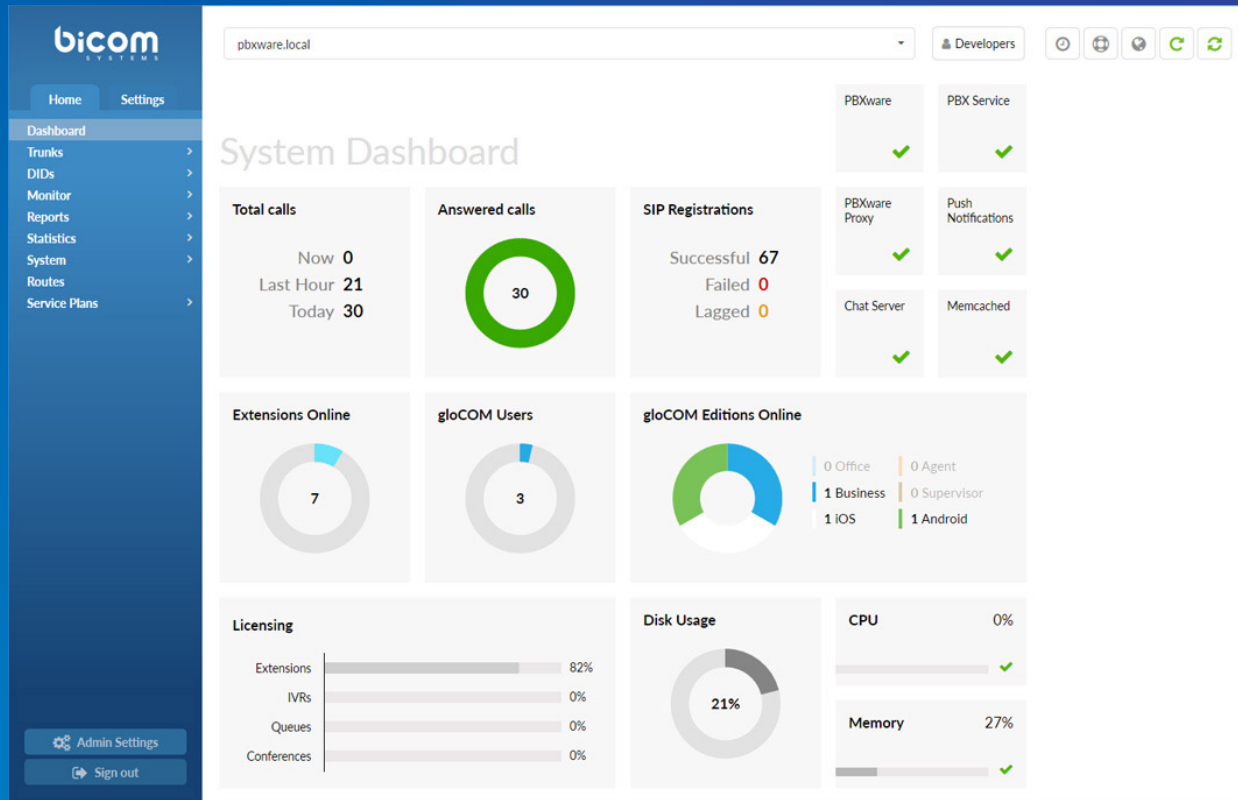 bicom
SYSTEMS
Home Settings
Dashboard
Trunks
DIDs
Monitor
Reports
Statistics
System
Routes
Service Plans
Admin Settings
Sign out
pbxware.local
Developers
System Dashboard
PBXware
PBX Service
Total calls
Now 0
Last Hour 21
Today 30
Answered calls
30
SIP Registrations
Successful 67
Failed 0
Lagged 0
PBXware
Proxy
Push
Notifications
Chat Server
Memcached
Extensions Online
7
gloCOM Users
3
gloCOM Editions Online
0 Office 0 Agent
1 Business 0 Supervisor
1 iOS 1 Android
Licensing
Extensions 82%
IVRs 0%
Queues 0%
Conferences 0%
Disk Usage
21%
CPU 0%
Memory 27%